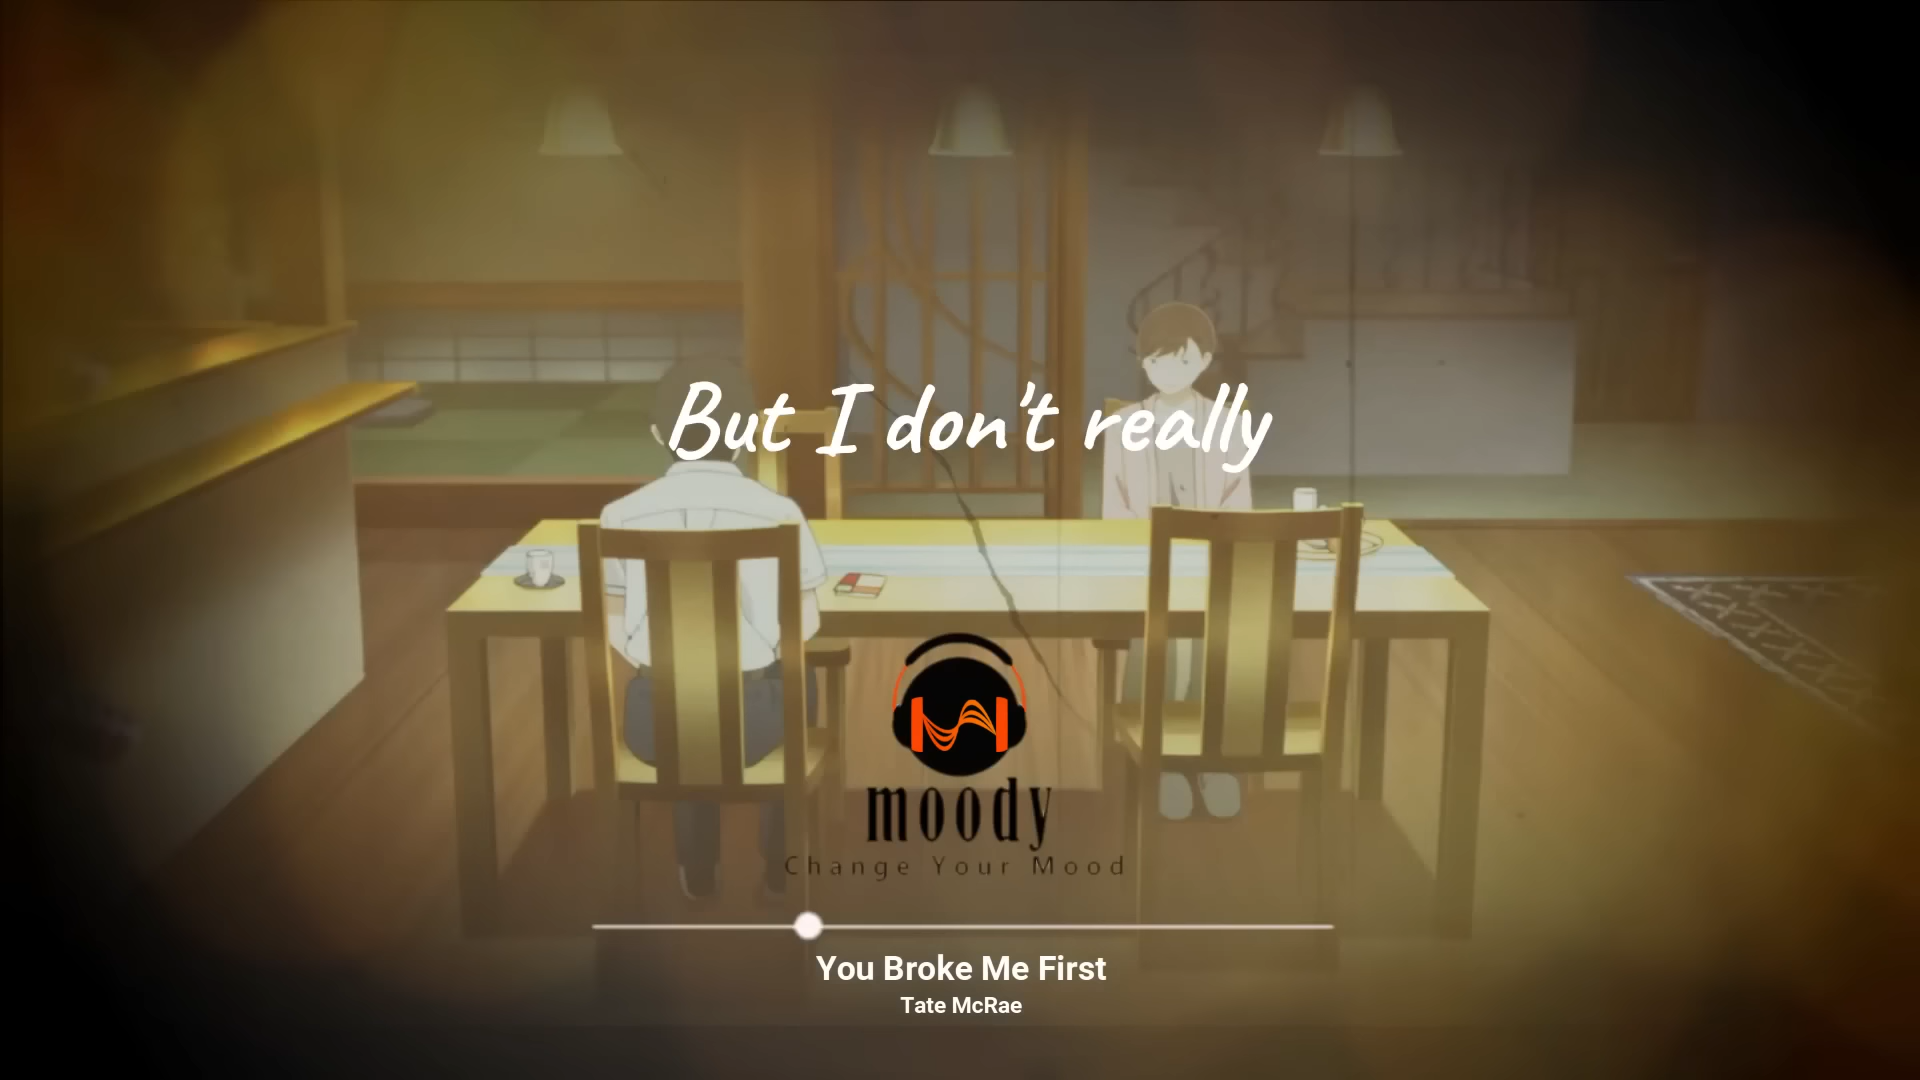 But I don't really
moody
Change Your Mood
You Broke Me First
Tate McRae